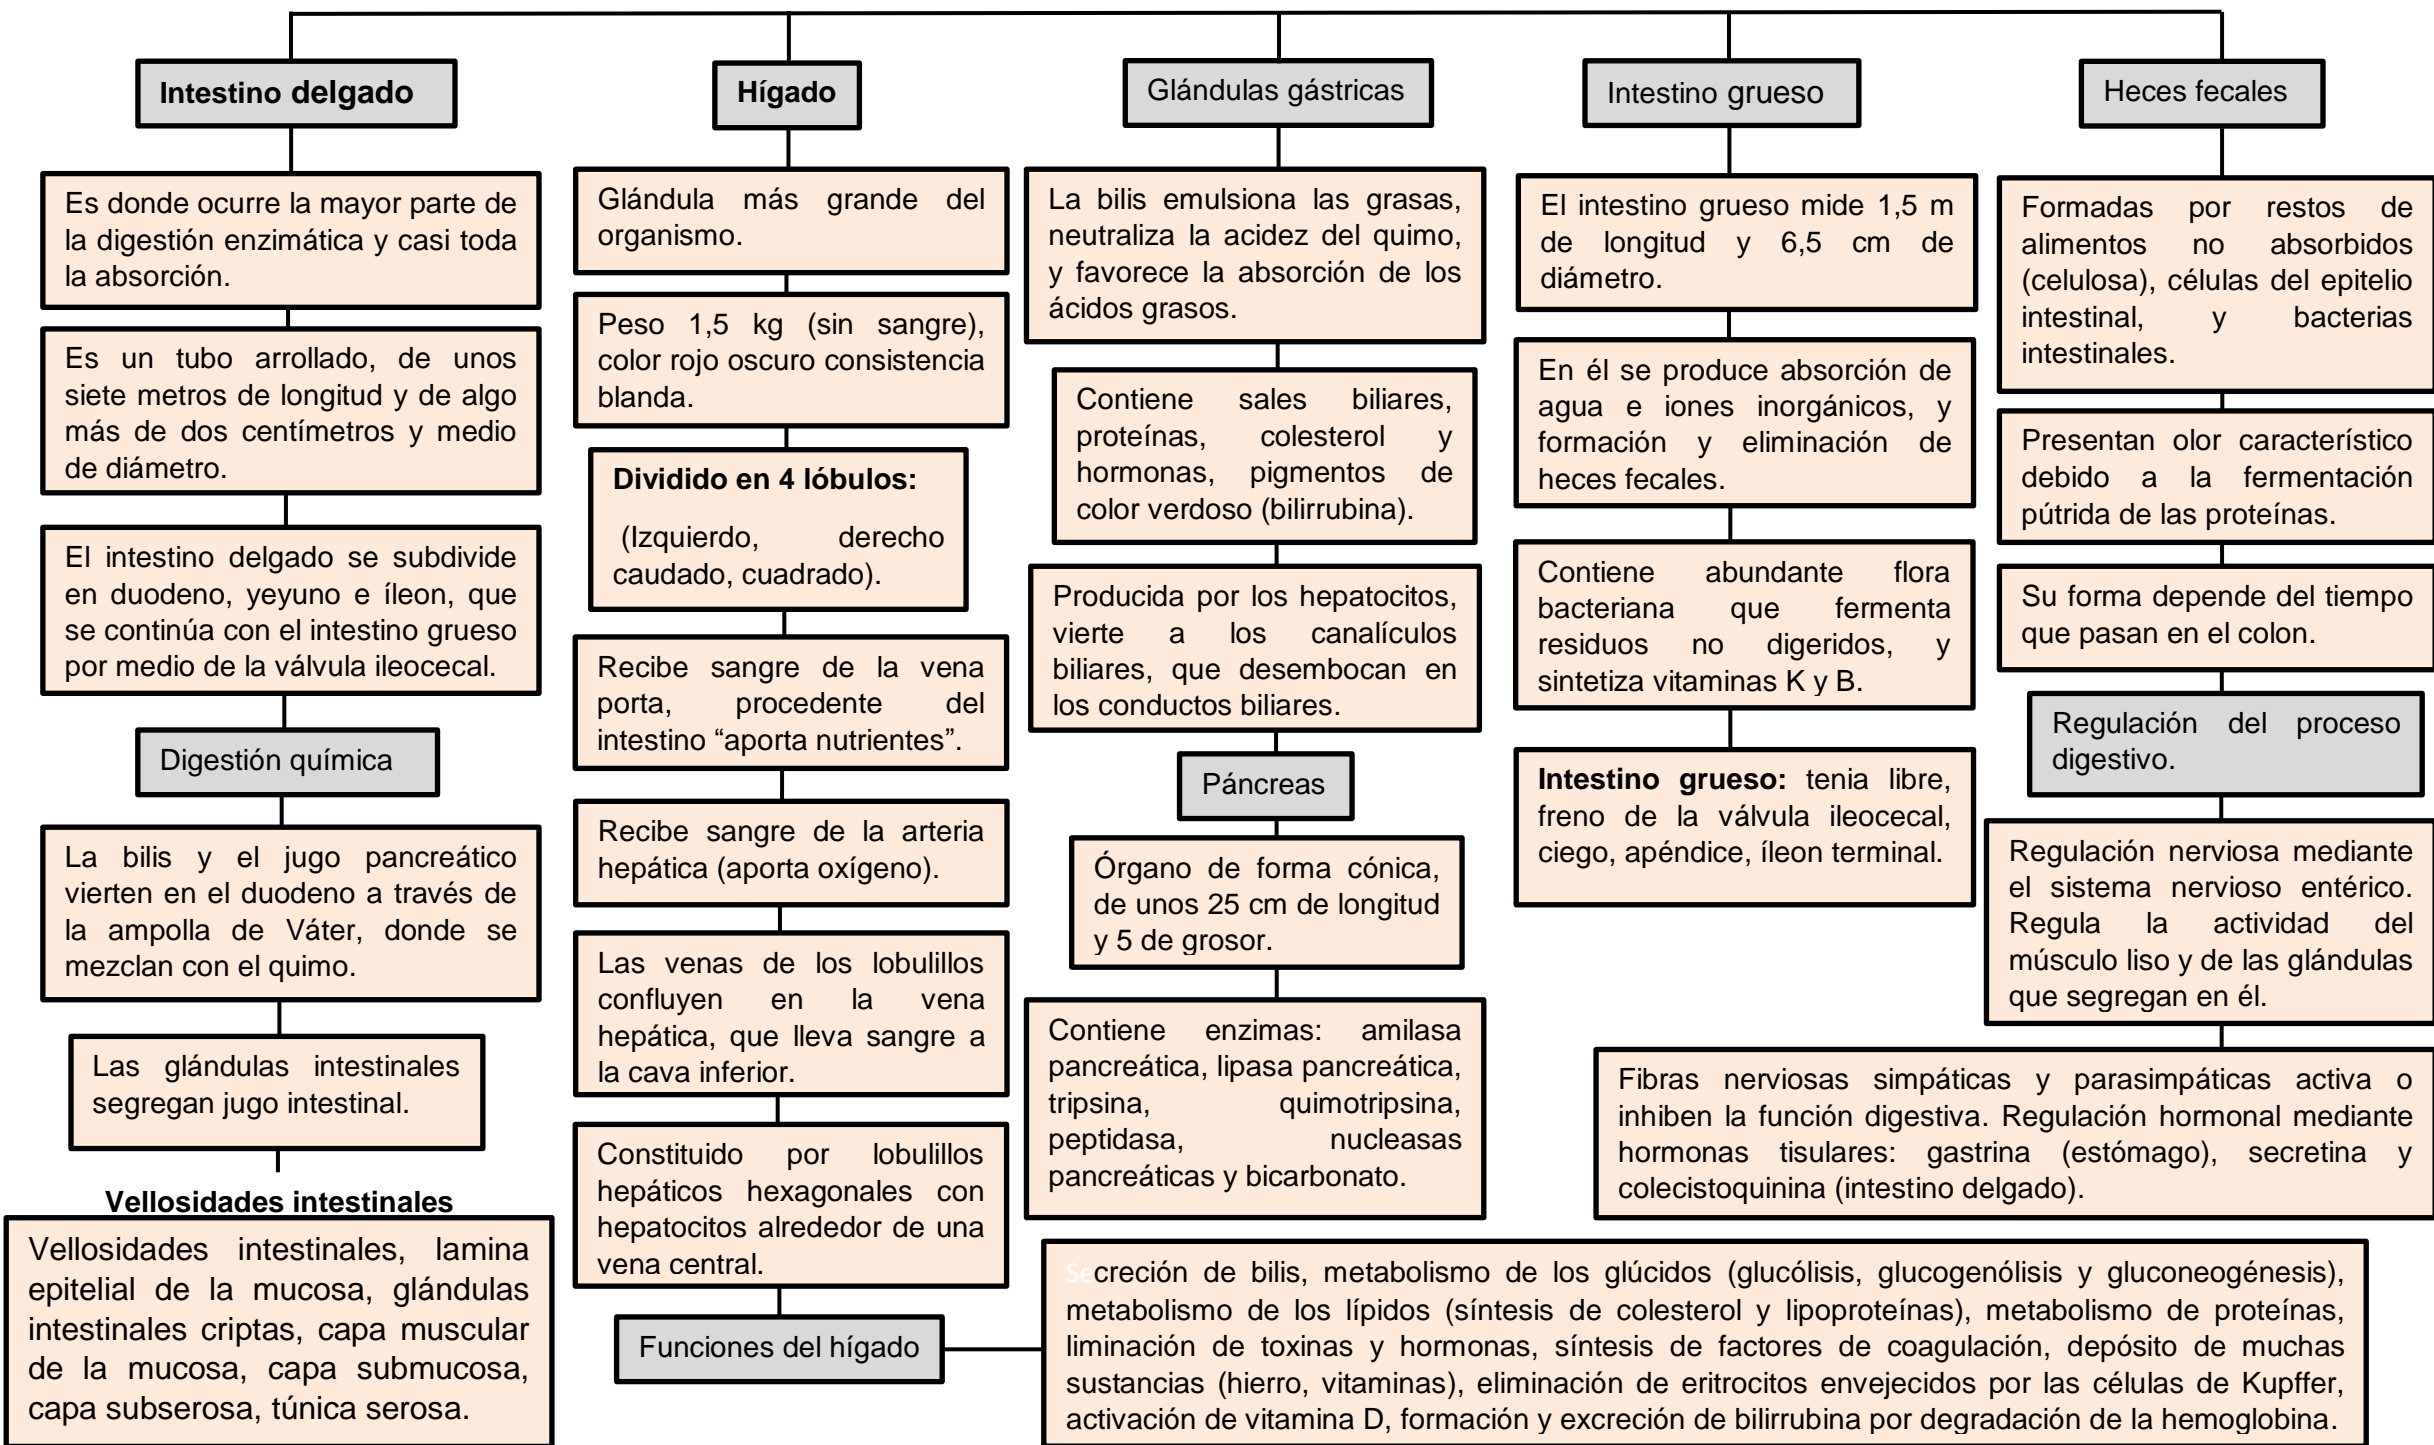 Intestino delgado
Es donde ocurre la mayor parte de
la digestión enzimática y casi toda
la absorción.
Es un tubo arrollado, de unos
siete metros de longitud y de algo
más de dos centímetros y medio
de diámetro.
El intestino delgado se subdivide
en duodeno, yeyuno e íleon, que
se continúa con el intestino grueso
por medio de la válvula ileocecal.
Digestión química
La bilis y el jugo pancreático
vierten en el duodeno a través de
la ampolla de Váter, donde se
mezclan con el quimo.
Las glándulas intestinales
segregan jugo intestinal.
Vellosidades intestinales
Vellosidades intestinales, lamina
epitelial de la mucosa, glándulas
intestinales criptas, capa muscular
de la mucosa, capa submucosa,
capa subserosa, túnica serosa.
Hígado
Glándula más grande del
organismo.
Peso 1,5 kg (sin sangre),
color rojo oscuro consistencia
blanda.
Dividido en 4 lóbulos:
(Izquierdo, derecho
caudado, cuadrado).
Recibe sangre de la vena
porta, procedente del
intestino “aporta nutrientes”.
Recibe sangre de la arteria
hepática (aporta oxígeno).
Las venas de los lobulillos
confluyen en la vena
hepática, que lleva sangre a
la cava inferior.
Constituido por lobulillos
hepáticos hexagonales con
hepatocitos alrededor de una
vena central.
Funciones del hígado
Secreción de bilis, metabolismo de los glúcidos (glucólisis, glucogenólisis y gluconeogénesis),
metabolismo de los lípidos (síntesis de colesterol y lipoproteínas), metabolismo de proteínas,
liminación de toxinas y hormonas, síntesis de factores de coagulación, depósito de muchas
sustancias (hierro, vitaminas), eliminación de eritrocitos envejecidos por las células de Kupffer,
activación de vitamina D, formación y excreción de bilirrubina por degradación de la hemoglobina.
Glándulas gástricas
La bilis emulsiona las grasas,
neutraliza la acidez del quimo,
y favorece la absorción de los
ácidos grasos.
Contiene sales biliares,
proteínas, colesterol y
hormonas, pigmentos de
color verdoso (bilirrubina).
Producida por los hepatocitos,
vierte a los canalículos
biliares, que desembocan en
los conductos biliares.
Páncreas
Órgano de forma cónica,
de unos 25 cm de longitud
y 5 de grosor.
Contiene enzimas: amilasa
pancreática, lipasa pancreática,
tripsina, quimotripsina,
peptidasa, nucleasas
pancreáticas y bicarbonato.
Intestino grueso
El intestino grueso mide 1,5 m
de longitud y 6,5 cm de
diámetro.
En él se produce absorción de
agua e iones inorgánicos, y
formación y eliminación de
heces fecales.
Contiene abundante flora
bacteriana que fermenta
residuos no digeridos, y
sintetiza vitaminas K y B.
Intestino grueso: tenia libre,
freno de la válvula ileocecal,
ciego, apéndice, íleon terminal.
Heces fecales
Formadas por restos de
alimentos no absorbidos
(celulosa), células del epitelio
intestinal, y bacterias
intestinales.
Presentan olor característico
debido a la fermentación
pútrida de las proteínas.
Su forma depende del tiempo
que pasan en el colon.
Regulación del proceso
digestivo.
Regulación nerviosa mediante
el sistema nervioso entérico.
Regula la actividad del
músculo liso y de las glándulas
que segregan en él.
Fibras nerviosas simpáticas y parasimpáticas activa o
inhiben la función digestiva. Regulación hormonal mediante
hormonas tisulares: gastrina (estómago), secretina y
colecistoquinina (intestino delgado).